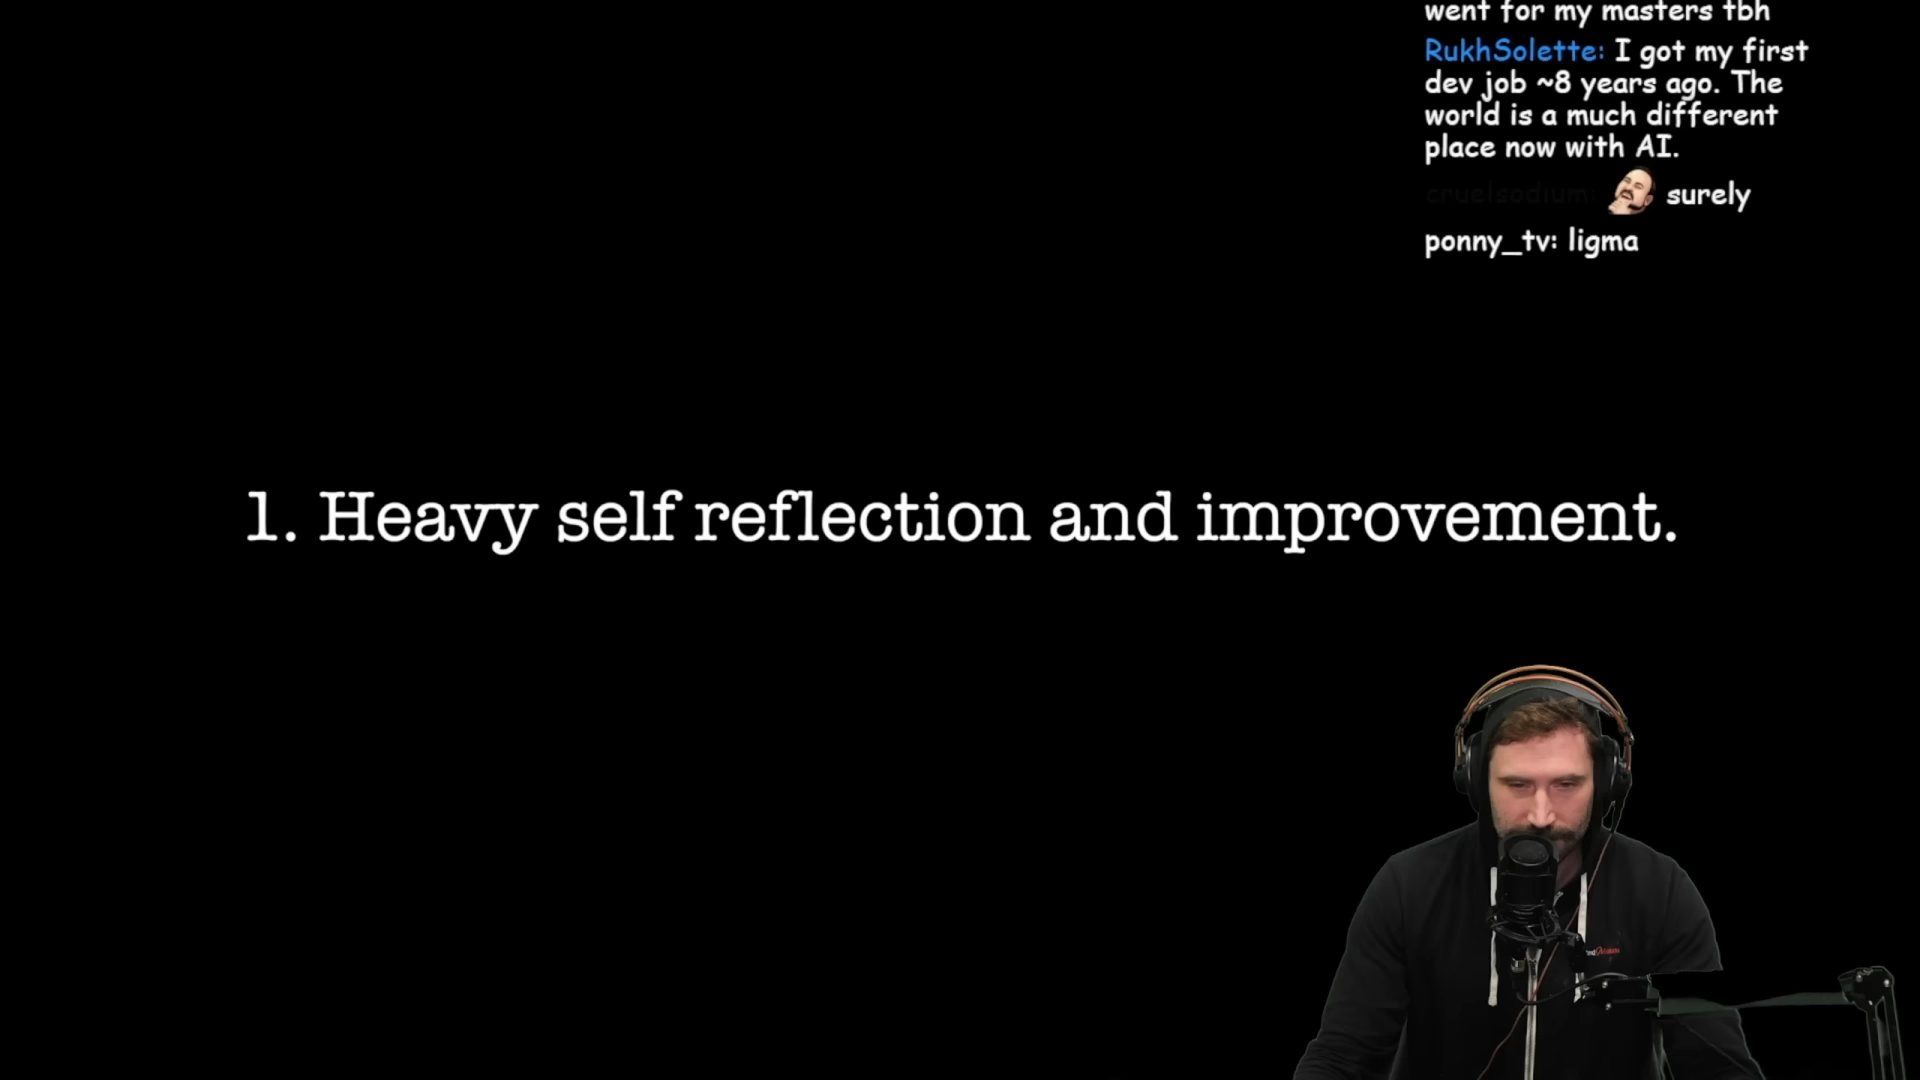 went for my masters tbh
RukhSolette: I got my first
dev job ~8 years ago. The
world is a much different
place now with AI.
cruelsodium: surely
ponny_tv: ligma
1. Heavy self reflection and improvement.